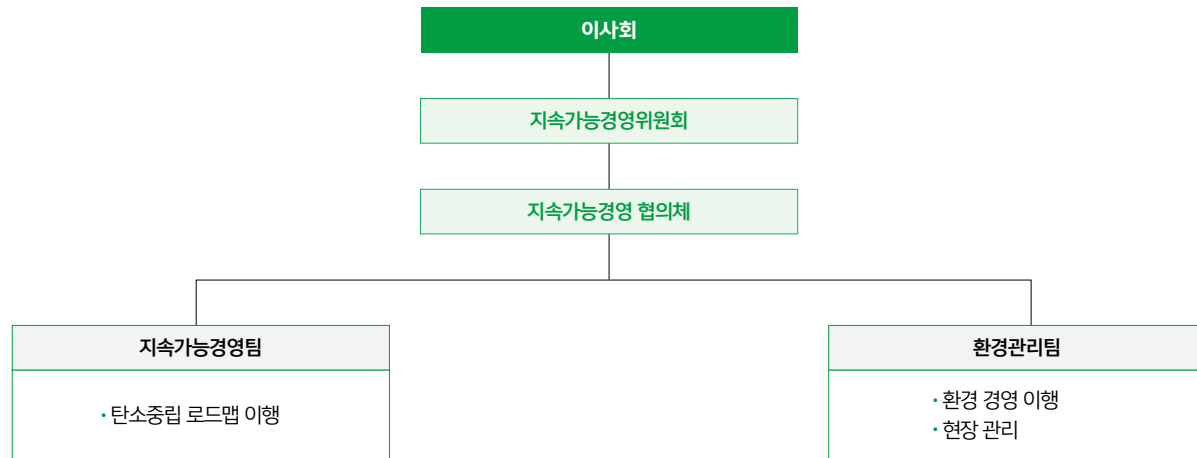 이사회
지속가능경영위원회
지속가능경영 협의체
지속가능경영팀
• 탄소중립 로드맵 이행
환경관리팀
• 환경 경영 이행
• 현장 관리